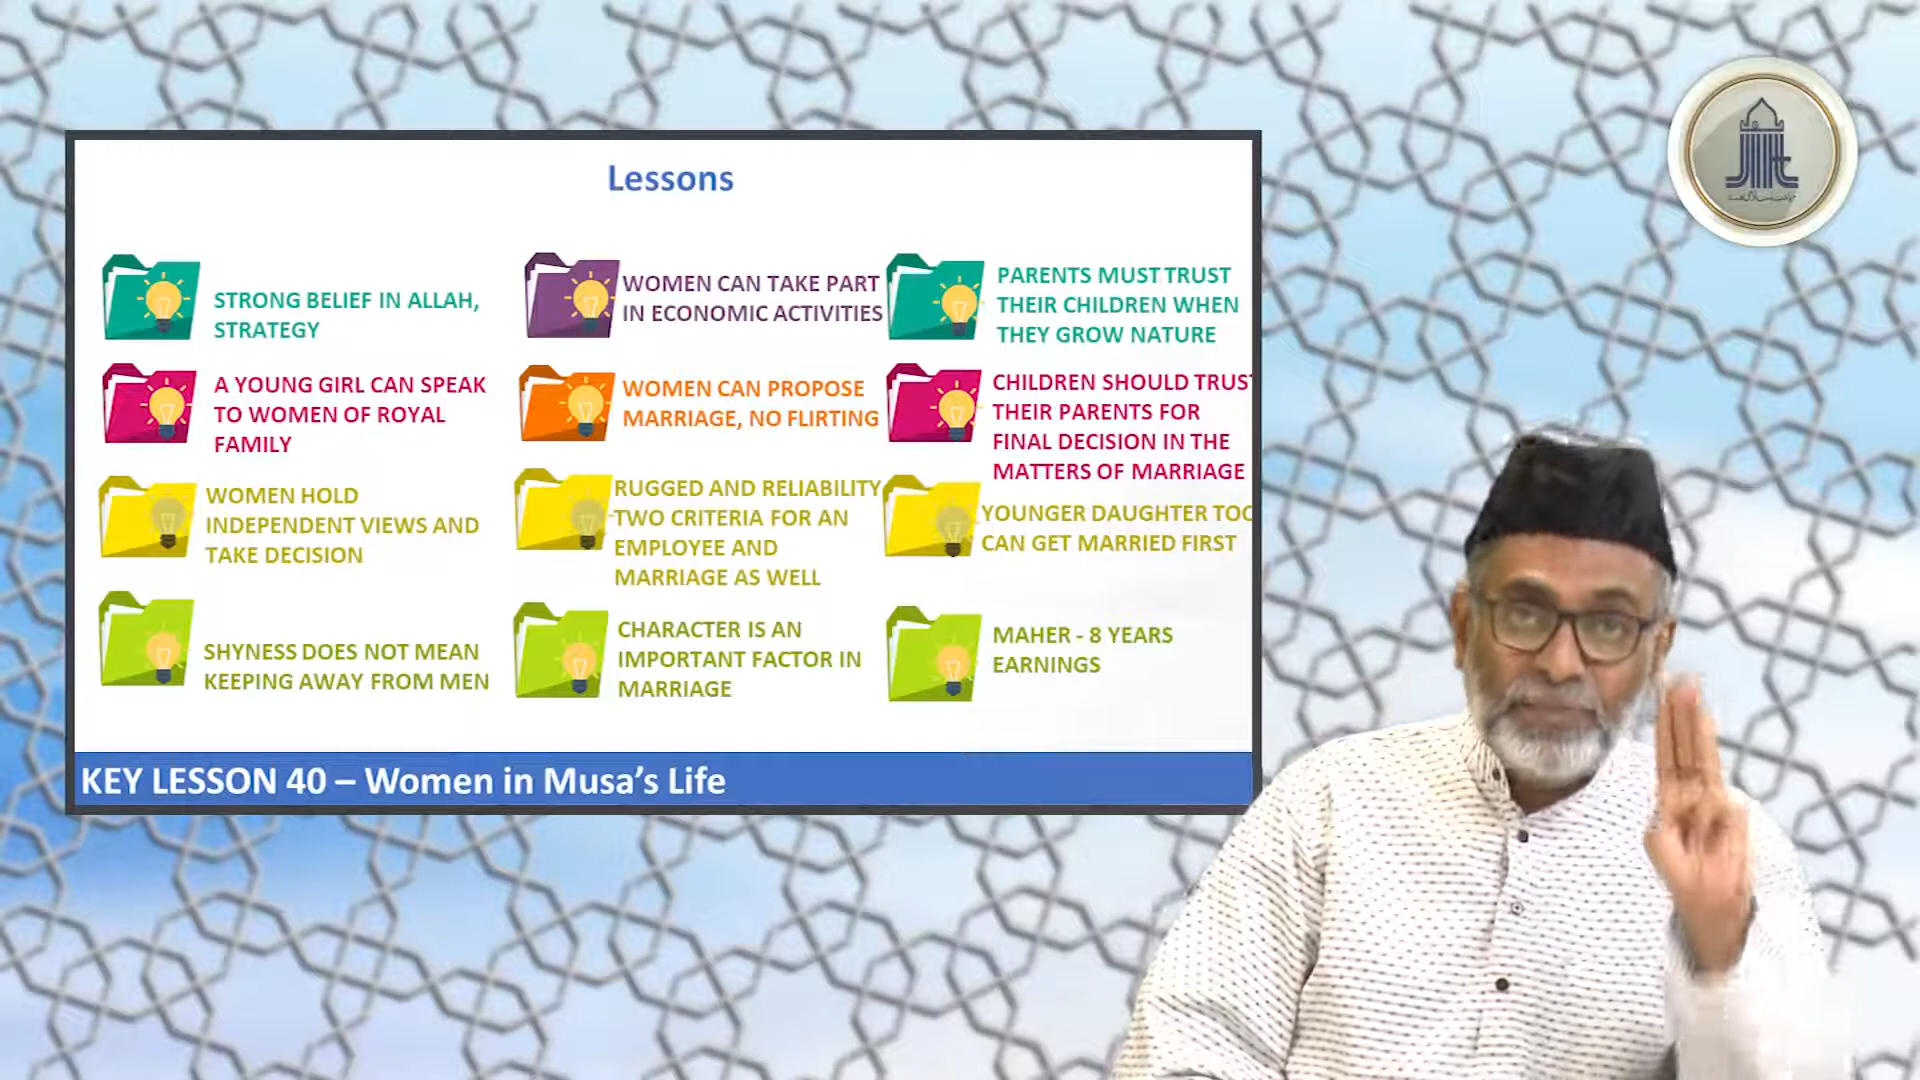 Lessons
STRONG BELIEF IN ALLAH,
STRATEGY
A YOUNG GIRL CAN SPEAK
TO WOMEN OF ROYAL
FAMILY
WOMEN HOLD
INDEPENDENT VIEWS AND
TAKE DECISION
SHYNESS DOES NOT MEAN
KEEPING AWAY FROM MEN
WOMEN CAN TAKE PART
IN ECONOMIC ACTIVITIES
WOMEN CAN PROPOSE
MARRIAGE, NO FLIRTING
RUGGED AND RELIABILITY
TWO CRITERIA FOR AN
EMPLOYEE AND
MARRIAGE AS WELL
CHARACTER IS AN
IMPORTANT FACTOR IN
MARRIAGE
PARENTS MUST TRUST
THEIR CHILDREN WHEN
THEY GROW NATURE
CHILDREN SHOULD TRUST
THEIR PARENTS FOR
FINAL DECISION IN THE
MATTERS OF MARRIAGE
YOUNGER DAUGHTER TOO
CAN GET MARRIED FIRST
MAHER - 8 YEARS
EARNINGS
KEY LESSON 40 – Women in Musa's Life